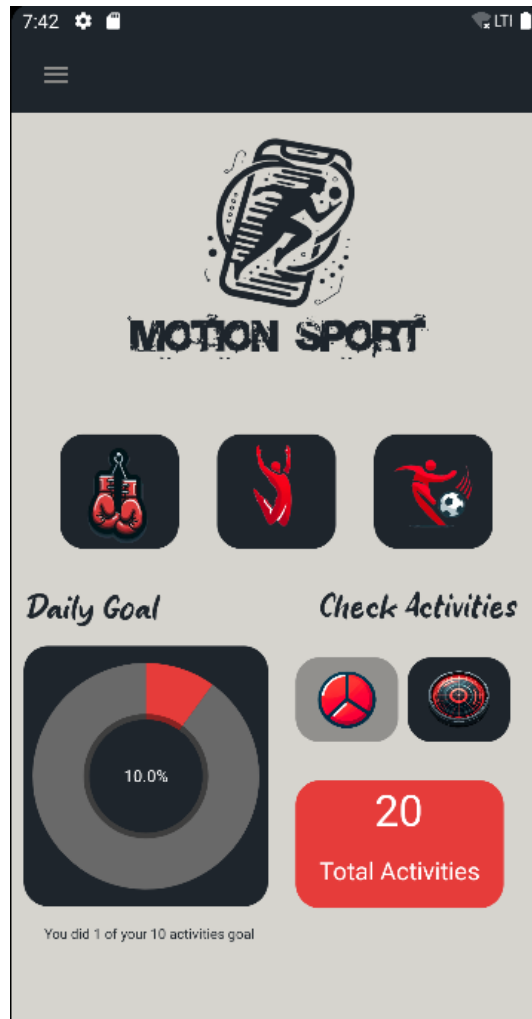 7:42
LTE
MOTION SPORT
Daily Goal
Check Activities
10.0%
20
Total Activities
You did 1 of your 10 activities goal